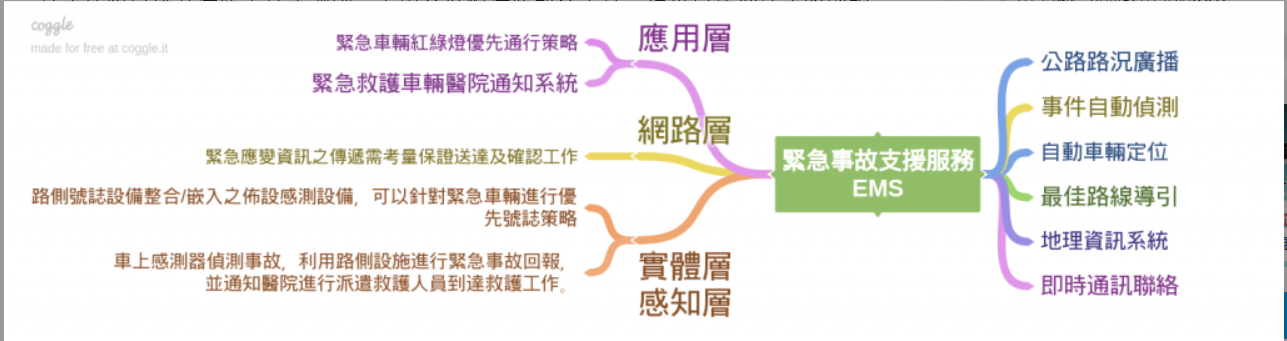 coggle
made for free at coggle.it
應用層
緊急車輛紅綠燈優先通行策略
緊急救護車輛醫院通知系統
網路層
緊急應變資訊之傳遞需考量保證送達及確認工作
路側號誌設備整合/嵌入之佈設感測設備，可以針對緊急車輛進行優
先號誌策略
車上感測器偵測事故，利用路側設施進行緊急事故回報，
並通知醫院進行派遣救護人員到達救護工作。
實體層
感知層
緊急事故支援服務
EMS
公路路況廣播
事件自動偵測
自動車輛定位
最佳路線導引
地理資訊系統
即時通訊聯絡